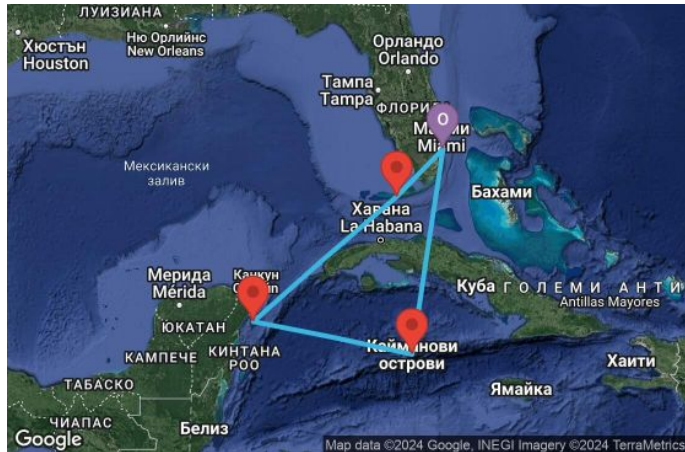 ЛУИЗИАНА
Хюстън
Houston
Ню Орлийнс
New Orleans
Орландо
Orlando
Тампа
Tampa
ФЛОРИДА
O
Miami
Мексикански
залив
Бахами
Хавана
La Habana
Мерида
Mérida
Канкун
ЮКАТАН
КАМПЕЧЕ
КИНТАНА
РОО
Куба
ГОЛЕМИ АНТИ
Antillas Mayores
Кайманови
острови
Хаити
Ямайка
ТАБАСКО
ЧИАПАС
Белиз
Google
Map data ©2024 Google, INEGI Imagery ©2024 TerraMetrics